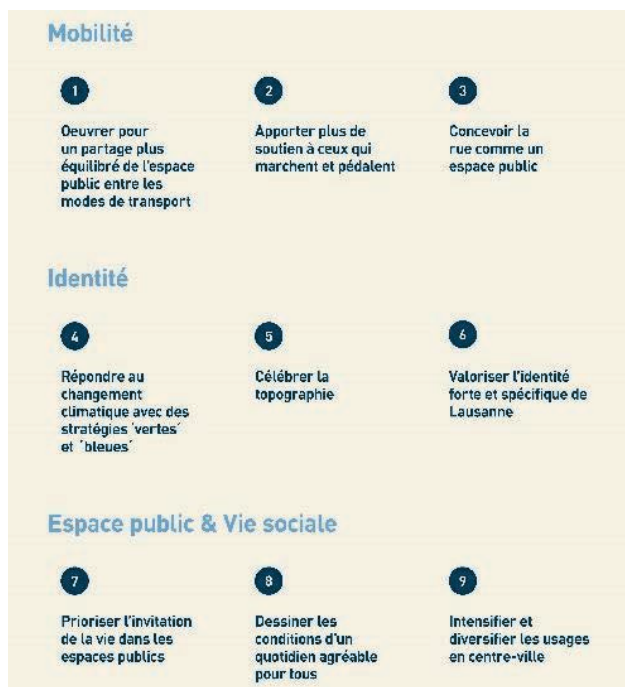 Mobilité
1
Oeuvrer pour
un partage plus
équilibré de l'espace
public entre les
modes de transport
2
Apporter plus de
soutien à ceux qui
marchent et pédalent
3
Concevoir la
rue comme un
espace public
Identité
4
Répondre au
changement
climatique avec des
stratégies ′vertes′
et ′bleues′
5
Célébrer la
topographie
6
Valoriser l'identité
forte et spécifique de
Lausanne
Espace public & Vie sociale
7
Prioriser l'invitation
de la vie dans les
espaces publics
8
Dessiner les
conditions d'un
quotidien agréable
pour tous
9
Intensifier et
diversifier les usages
en centre-ville